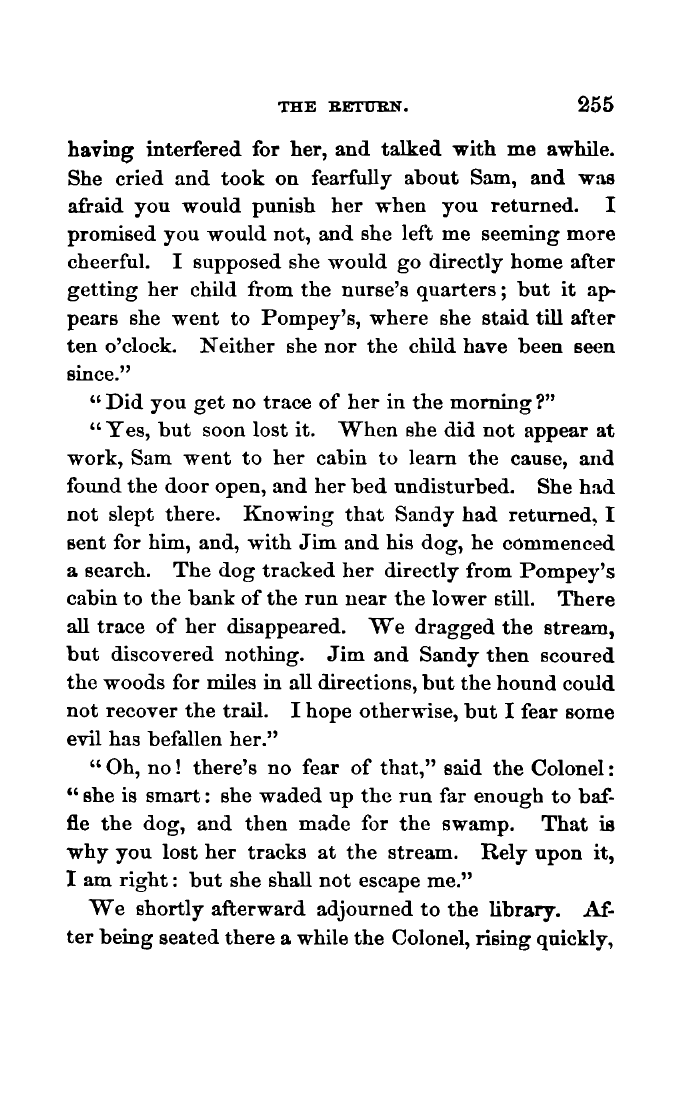 THE RETURN. 255
having interfered for her, and talked with me awhile.
She cried and took on fearfully about Sam, and was
afraid you would punish her when you returned. I
promised you would not, and she left me seeming more
cheerful. I supposed she would go directly home after
getting her child from the nurse's quarters; but it ap-
pears she went to Pompey's, where she staid till after
ten o'clock. Neither she nor the child have been seen
since."
"Did you get no trace of her in the morning?"
"Yes, but soon lost it. When she did not appear at
work, Sam went to her cabin to learn the cause, and
found the door open, and her bed undisturbed. She had
not slept there. Knowing that Sandy had returned, I
sent for him, and, with Jim and his dog, he commenced
a search. The dog tracked her directly from Pompey's
cabin to the bank of the run near the lower still. There
all trace of her disappeared. We dragged the stream,
but discovered nothing. Jim and Sandy then scoured
the woods for miles in all directions, but the hound could
not recover the trail. I hope otherwise, but I fear some
evil has befallen her."
"Oh, no! there's no fear of that," said the Colonel:
"she is smart: she waded up the run far enough to baf-
fle the dog, and then made for the swamp. That is
why you lost her tracks at the stream. Rely upon it,
I am right: but she shall not escape me."
We shortly afterward adjourned to the library. Af-
ter being seated there a while the Colonel, rising quickly,